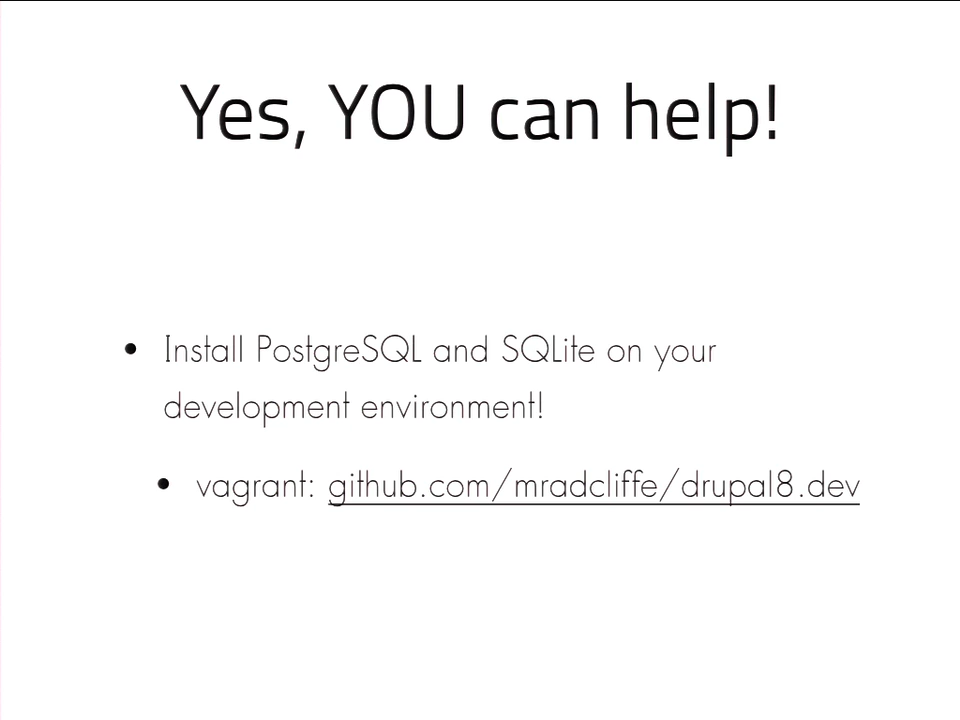 Yes, YOU can help!
• Install PostgreSQL and SQLite on your
development environment!
• vagrant: github.com/mradcliffe/drupal8.dev